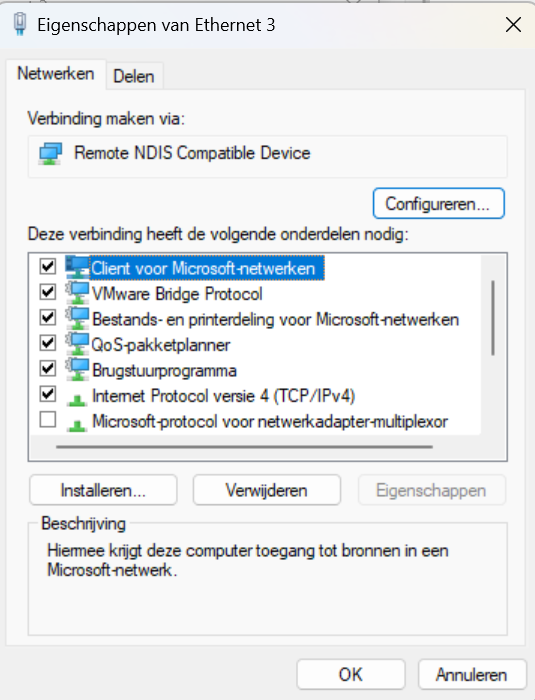 Eigenschappen van Ethernet 3
Netwerken
Delen
Verbinding maken via:
Remote NDIS Compatible Device
Configureren...
Deze verbinding heeft de volgende onderdelen nodig:
Client voor Microsoft-netwerken
VMware Bridge Protocol
Bestands- en printerdeling voor Microsoft-netwerken
QoS-pakketplanner
Brugstuurprogramma
Internet Protocol versie 4 (TCP/IPv4)
Microsoft-protocol voor netwerkadapter-multiplexor
Installeren...
Verwijderen
Eigenschappen
Beschrijving
Hiermee krijgt deze computer toegang tot bronnen in een
Microsoft-netwerk.
OK
Annuleren